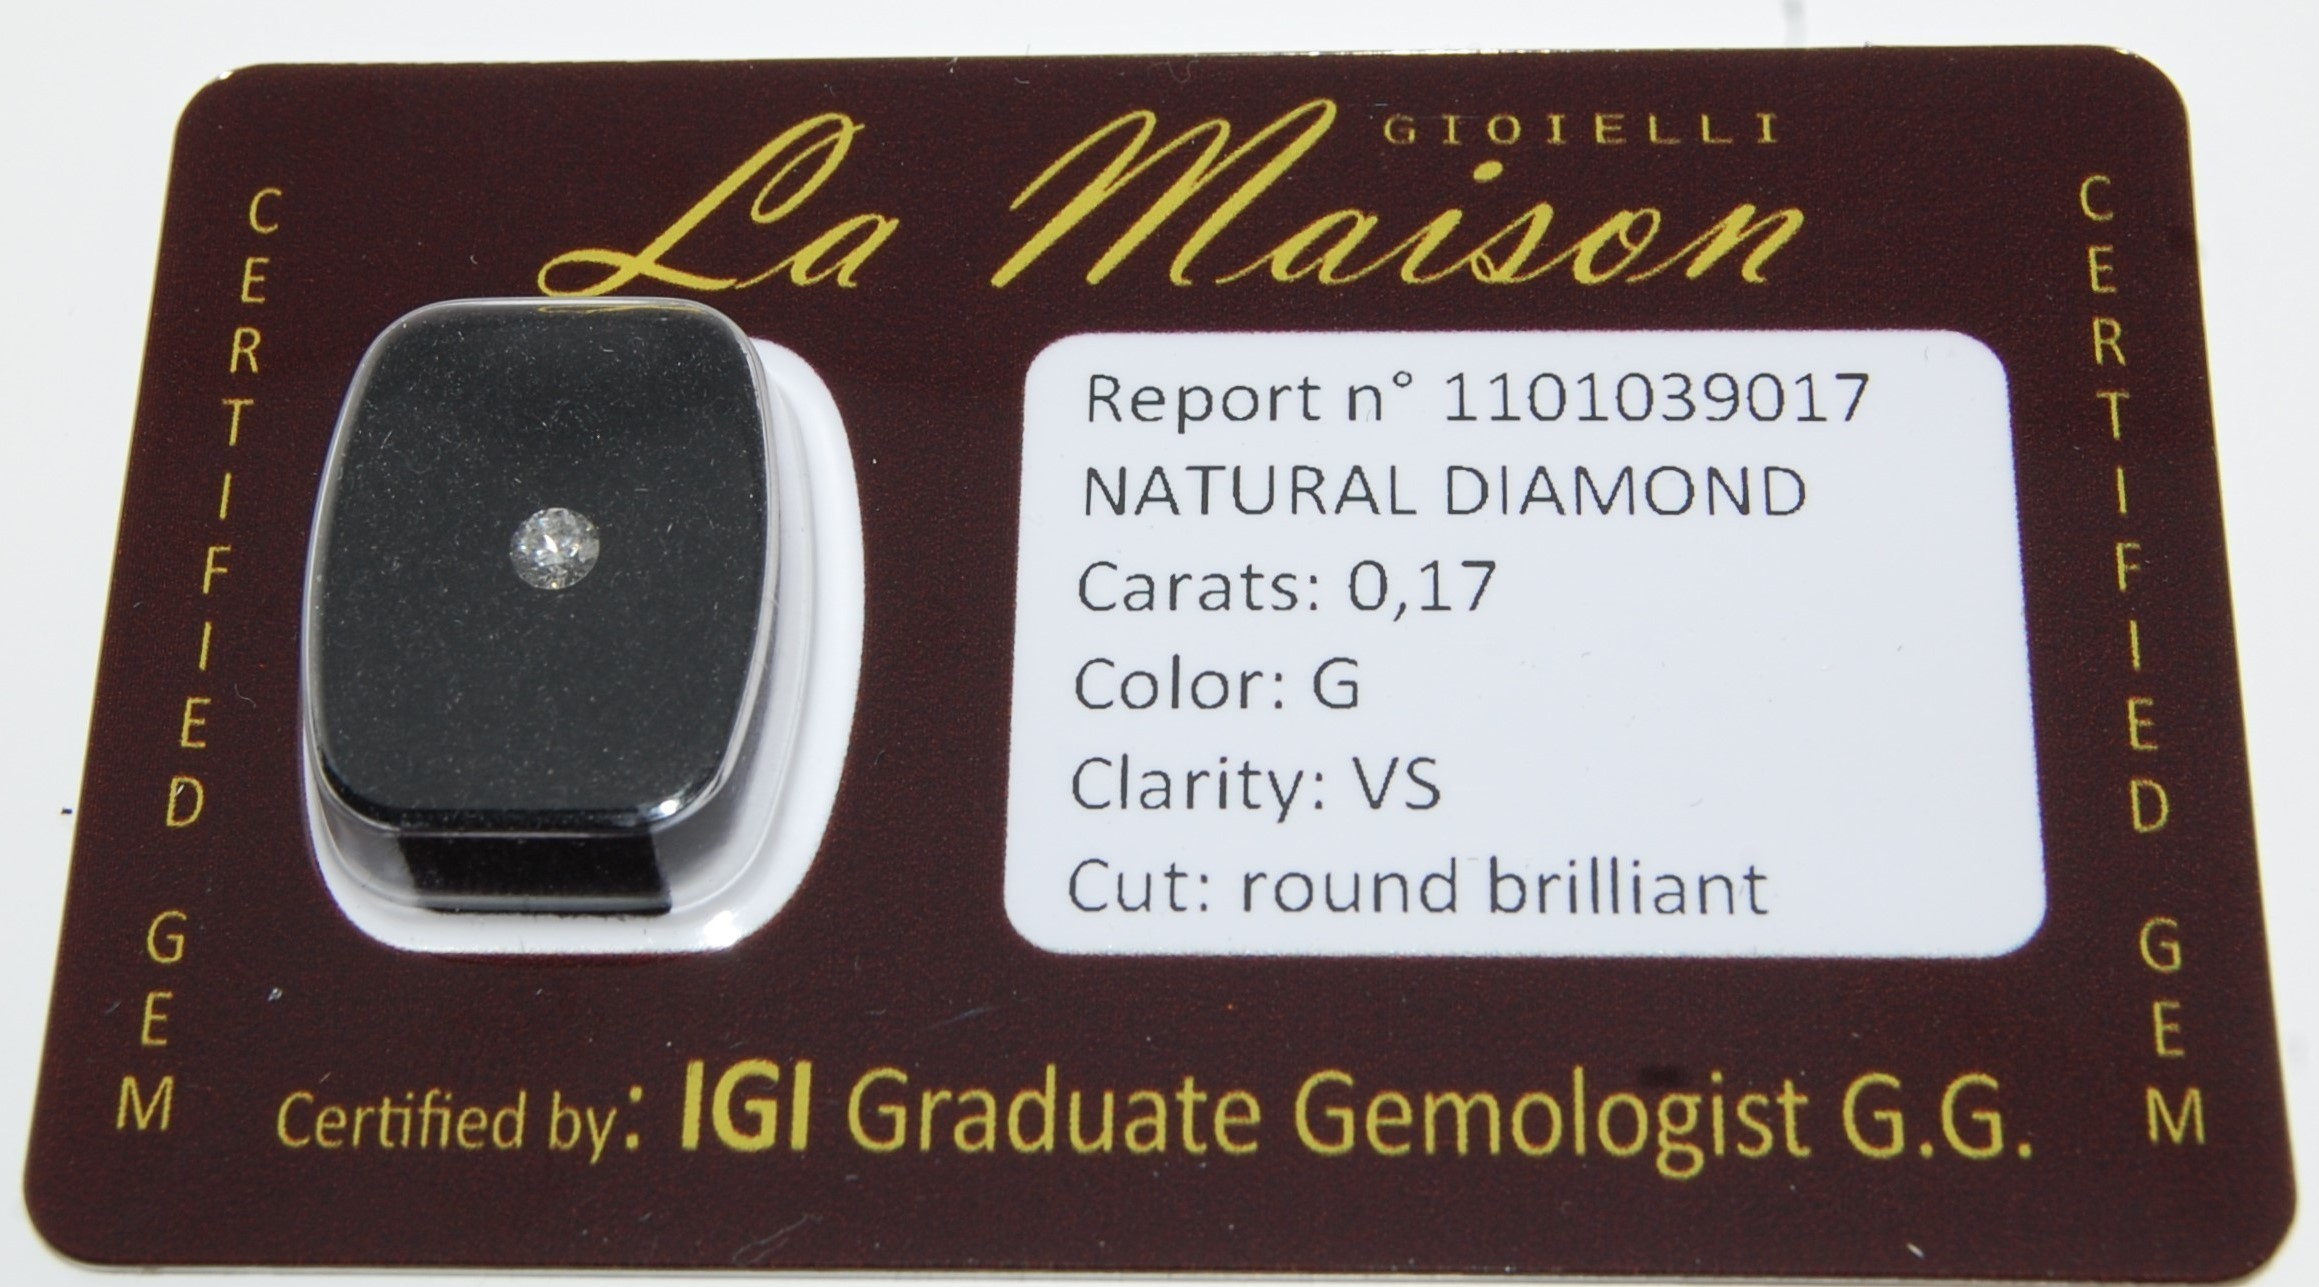 GIOIELLI
La Maison
CERTIFIED GEM
Report n° 1101039017
NATURAL DIAMOND
Carats: 0,17
Color: G
Clarity: VS
Cut: round brilliant
CERTIFIED GEM
Certified by: IGI Graduate Gemologist G.G.